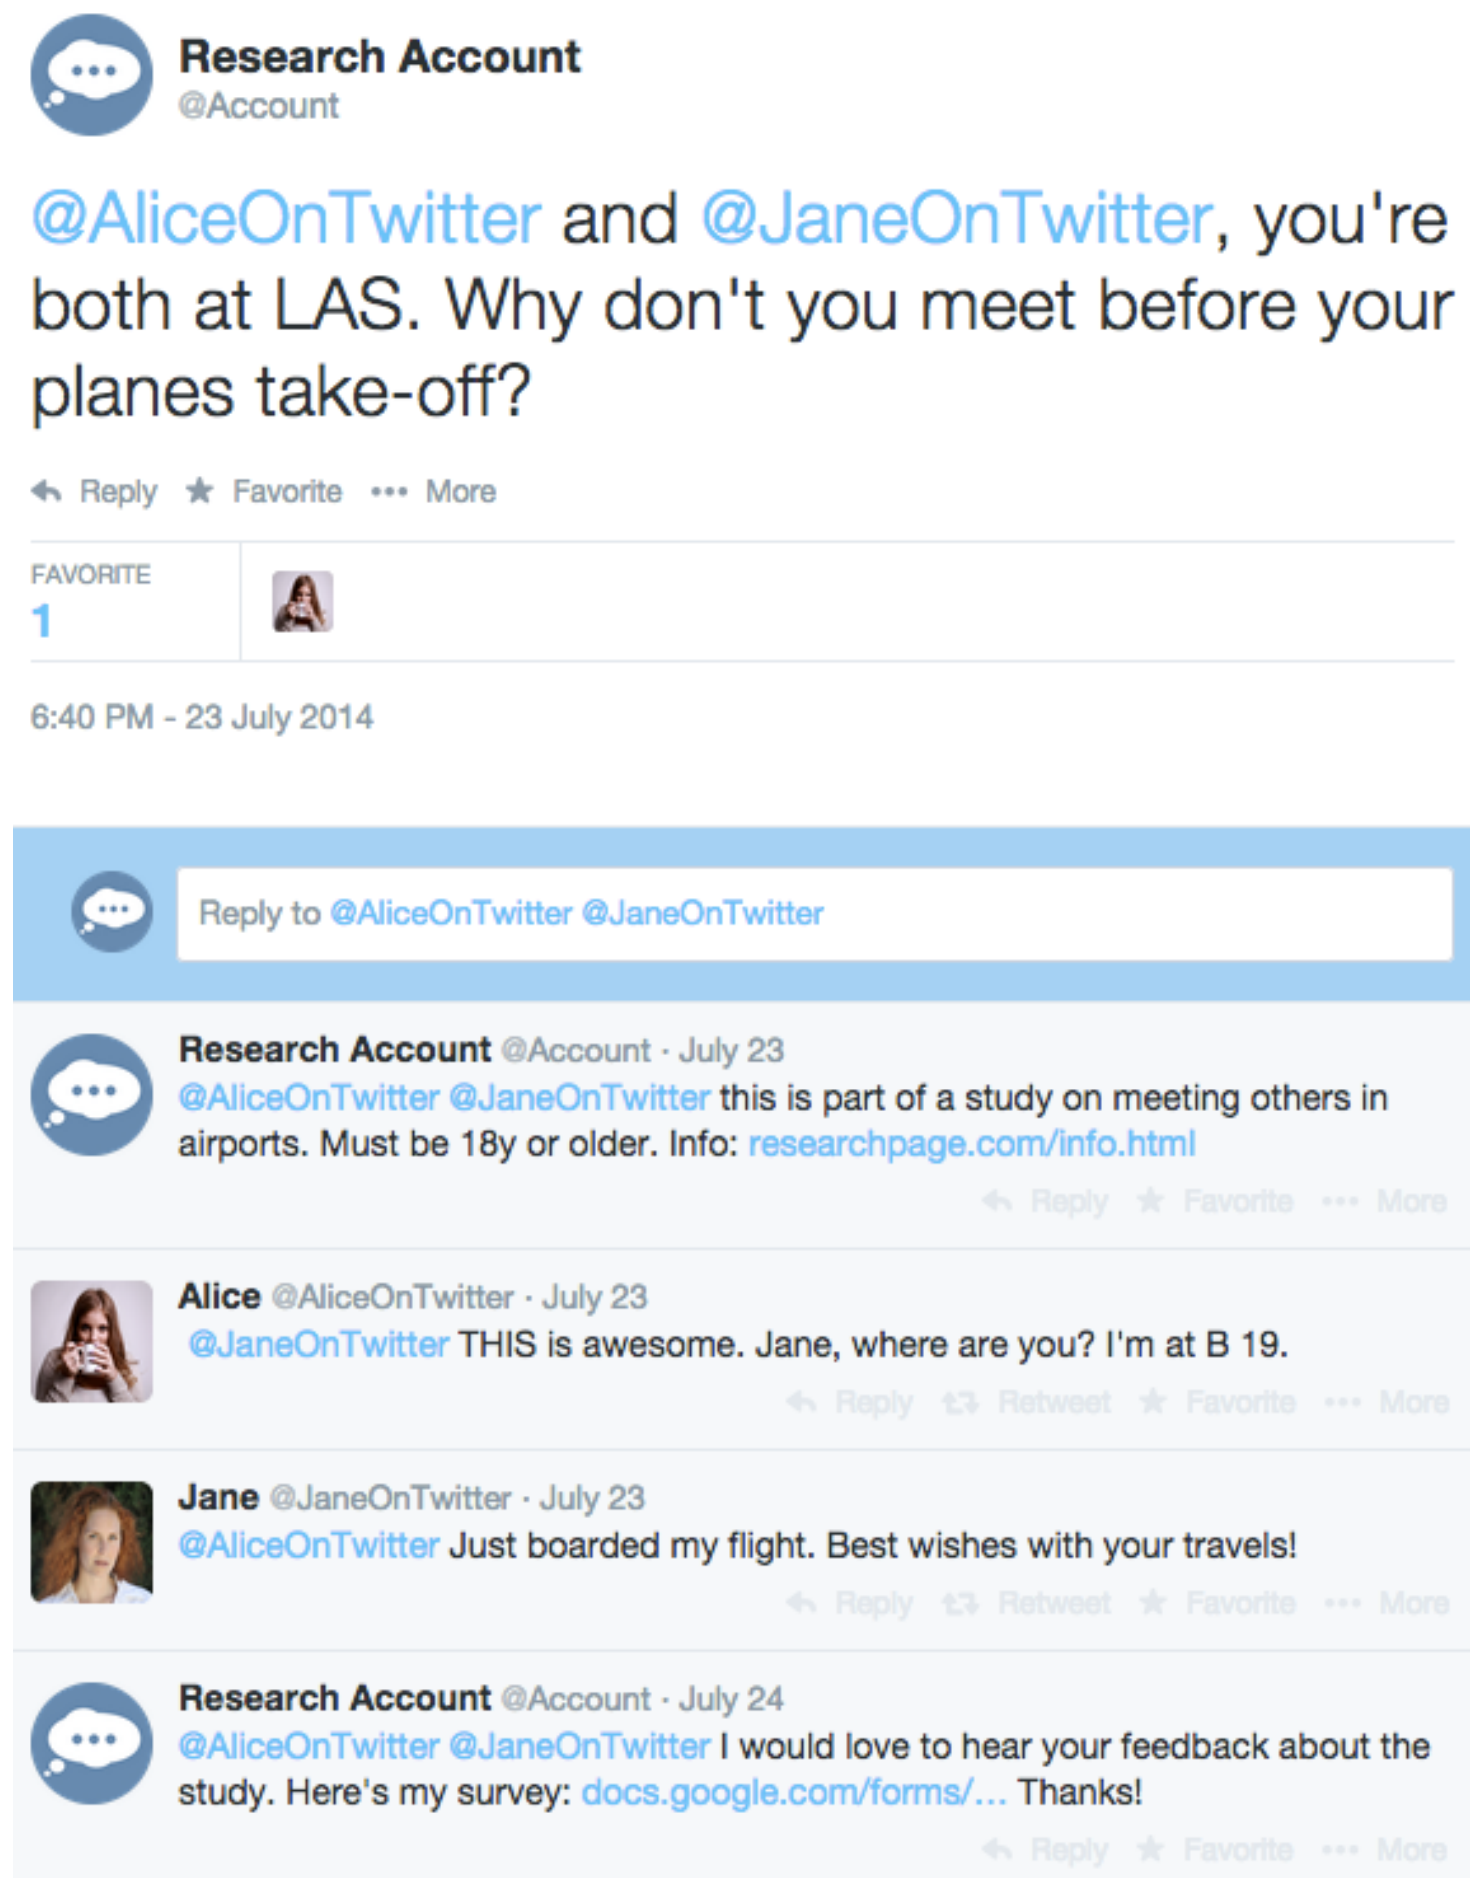 Research Account
@Account
@AliceOnTwitter and @JaneOnTwitter, you're
both at LAS. Why don't you meet before your
planes take-off?
Reply Favorite More
FAVORITE
1
6:40 PM - 23 July 2014
Reply to @AliceOnTwitter @JaneOnTwitter
Research Account @Account · July 23
@AliceOnTwitter @JaneOnTwitter this is part of a study on meeting others in
airports. Must be 18y or older. Info: researchpage.com/info.html
Reply Favorite More
Alice @AliceOnTwitter · July 23
@JaneOnTwitter THIS is awesome. Jane, where are you? I'm at B 19.
Reply Retweet Favorite More
Jane @JaneOnTwitter · July 23
@AliceOnTwitter Just boarded my flight. Best wishes with your travels!
Reply Retweet Favorite More
Research Account @Account · July 24
@AliceOnTwitter @JaneOnTwitter I would love to hear your feedback about the
study. Here's my survey: docs.google.com/forms/... Thanks!
Reply Favorite More